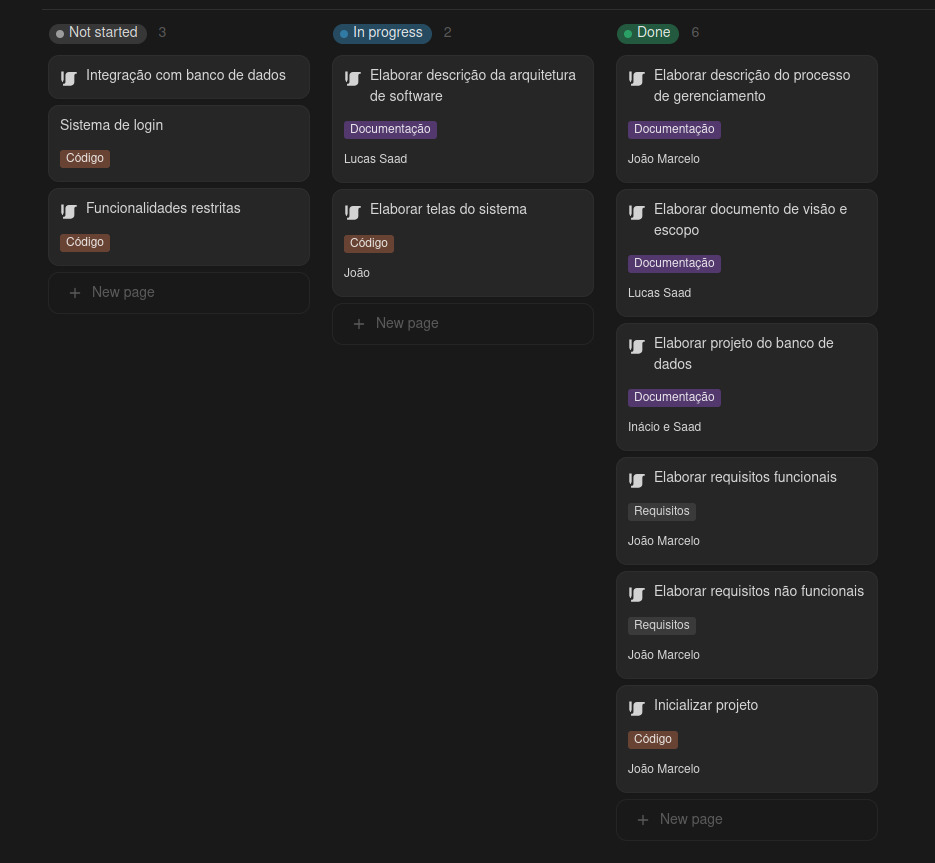 Not started 3
Integração com banco de dados
Sistema de login
Código
Funcionalidades restritas
Código
+ New page
In progress 2
Elaborar descrição da arquitetura
de software
Documentação
Lucas Saad
Elaborar telas do sistema
Código
João
+ New page
Done 6
Elaborar descrição do processo
de gerenciamento
Documentação
João Marcelo
Elaborar documento de visão e
escopo
Documentação
Lucas Saad
Elaborar projeto do banco de
dados
Documentação
Inácio e Saad
Elaborar requisitos funcionais
Requisitos
João Marcelo
Elaborar requisitos não funcionais
Requisitos
João Marcelo
Inicializar projeto
Código
João Marcelo
+ New page